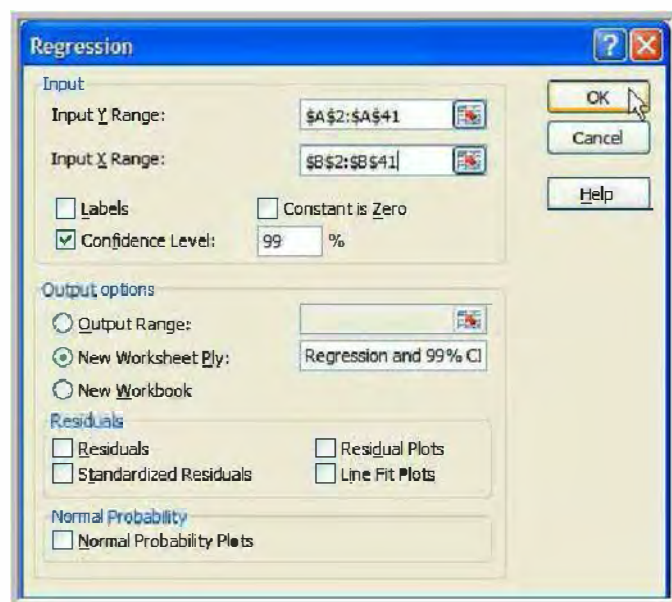 Regression
Input
Input Y Range: $A$2:$A$41
Input X Range: $B$2:$B$41
Labels Constant is Zero
Confidence Level: 99 %
OK
Cancel
Help
Output options
Output Range:
New Worksheet Ply: Regression and 99% CI
New Workbook
Residuals
Residuals Residual Plots
Standardized Residuals Line Fit Plots
Normal Probability
Normal Probability Plots